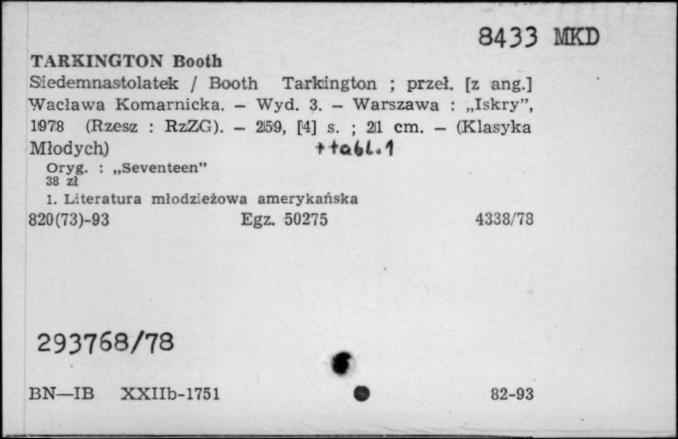 8433 MKD
TARKINGTON Booth
Siedemnastolatek / Booth Tarkington ; przeł. [z ang.]
Wacława Komarnicka. — Wyd. 3. — Warszawa : „Iskry”,
1978 (Rzesz : RzZG). — 259, [4] s. ; 21 cm. — (Klasyka
Młodych) + tabl. 1
Oryg. : „Seventeen”
38 zł
1. Literatura młodzieżowa amerykańska
820(73)-93 Egz. 50275 4338/78
293768/78
BN—IB XXIIb-1751 82-93